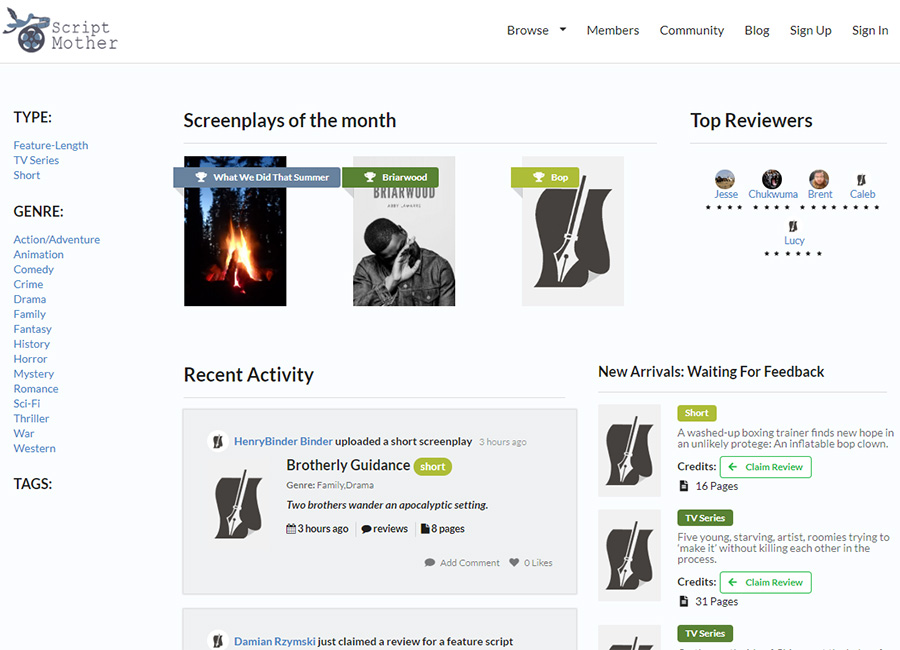 Script
Mother
Browse Members Community Blog Sign Up Sign In
TYPE:
Feature-Length
TV Series
Short
GENRE:
Action/Adventure
Animation
Comedy
Crime
Drama
Family
Fantasy
History
Horror
Mystery
Romance
Sci-Fi
Thriller
War
Western
TAGS:
Screenplays of the month
What We Did That Summer
Briarwood
BRIARWOOD
Bop
Top Reviewers
Jesse Chukwuma Brent Caleb
Lucy
Recent Activity
HenryBinder Binder uploaded a short screenplay 3 hours ago
Brotherly Guidance short
Genre: Family,Drama
Two brothers wander an apocalyptic setting.
3 hours ago reviews 8 pages
Add Comment 0 Likes
Damian Rzymski just claimed a review for a feature script
New Arrivals: Waiting For Feedback
Short
A washed-up boxing trainer finds new hope in
an unlikely protege: An inflatable bop clown.
Credits: Claim Review
16 Pages
TV Series
Five young, starving, artist, roomies trying to
'make it' without killing each other in the
process.
Credits: Claim Review
31 Pages
TV Series